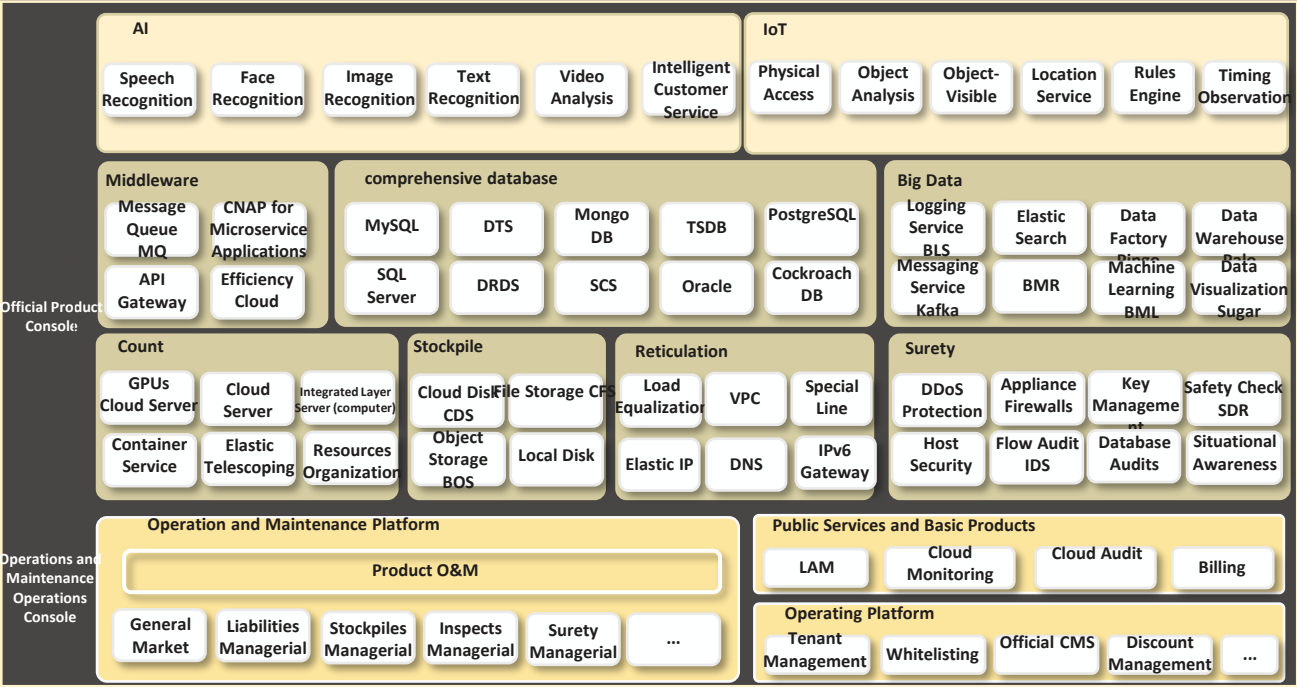 AI
Speech
Recognition
Face
Recognition
Image
Recognition
Text
Recognition
Video
Analysis
Intelligent
Customer
Service
IoT
Physical
Access
Object
Analysis
Object-
Visible
Location
Service
Rules
Engine
Timing
Observation
Official Product
Console
Middleware
Message
Queue
MQ
CNAP for
Microservice
Applications
API
Gateway
Efficiency
Cloud
comprehensive database
MySQL
DTS
Mongo
DB
TSDB
PostgreSQL
SQL
Server
DRDS
SCS
Oracle
Cockroach
DB
Big Data
Logging
Service
BLS
Elastic
Search
Data
Factory
Data
Warehouse
Messaging
Service
Kafka
BMR
Machine
Learning
BML
Data
Visualization
Sugar
Count
GPUs
Cloud Server
Cloud
Server
Integrated Layer
Server (computer)
Container
Service
Elastic
Telescoping
Resources
Organization
Stockpile
Cloud Disk
CDS
File Storage CFS
Object
Storage
BOS
Local Disk
Reticulation
Load
Equalization
VPC
Special
Line
Elastic IP
DNS
IPv6
Gateway
Surety
DDoS
Protection
Appliance
Firewalls
Key
Manageme
nt
Safety Check
SDR
Host
Security
Flow Audit
IDS
Database
Audits
Situational
Awareness
Operations and
Maintenance
Operations
Console
Operation and Maintenance Platform
Product O&M
General
Market
Liabilities
Managerial
Stockpiles
Managerial
Inspects
Managerial
Surety
Managerial
...
Public Services and Basic Products
LAM
Cloud
Monitoring
Cloud Audit
Billing
Operating Platform
Tenant
Management
Whitelisting
Official CMS
Discount
Management
...